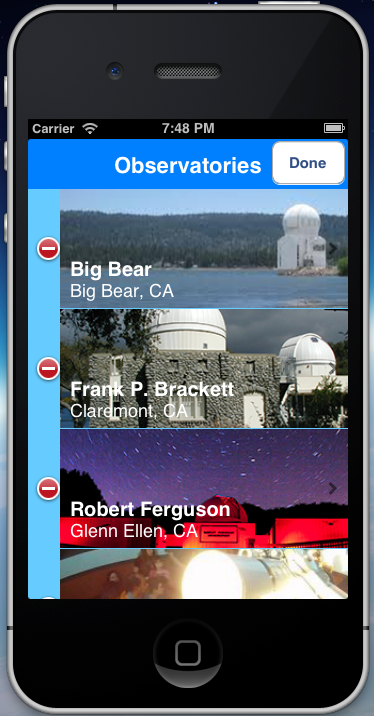 Carrier 7:48 PM
Observatories Done
Big Bear
Big Bear, CA
Frank P. Brackett
Claremont, CA
Robert Ferguson
Glenn Ellen, CA